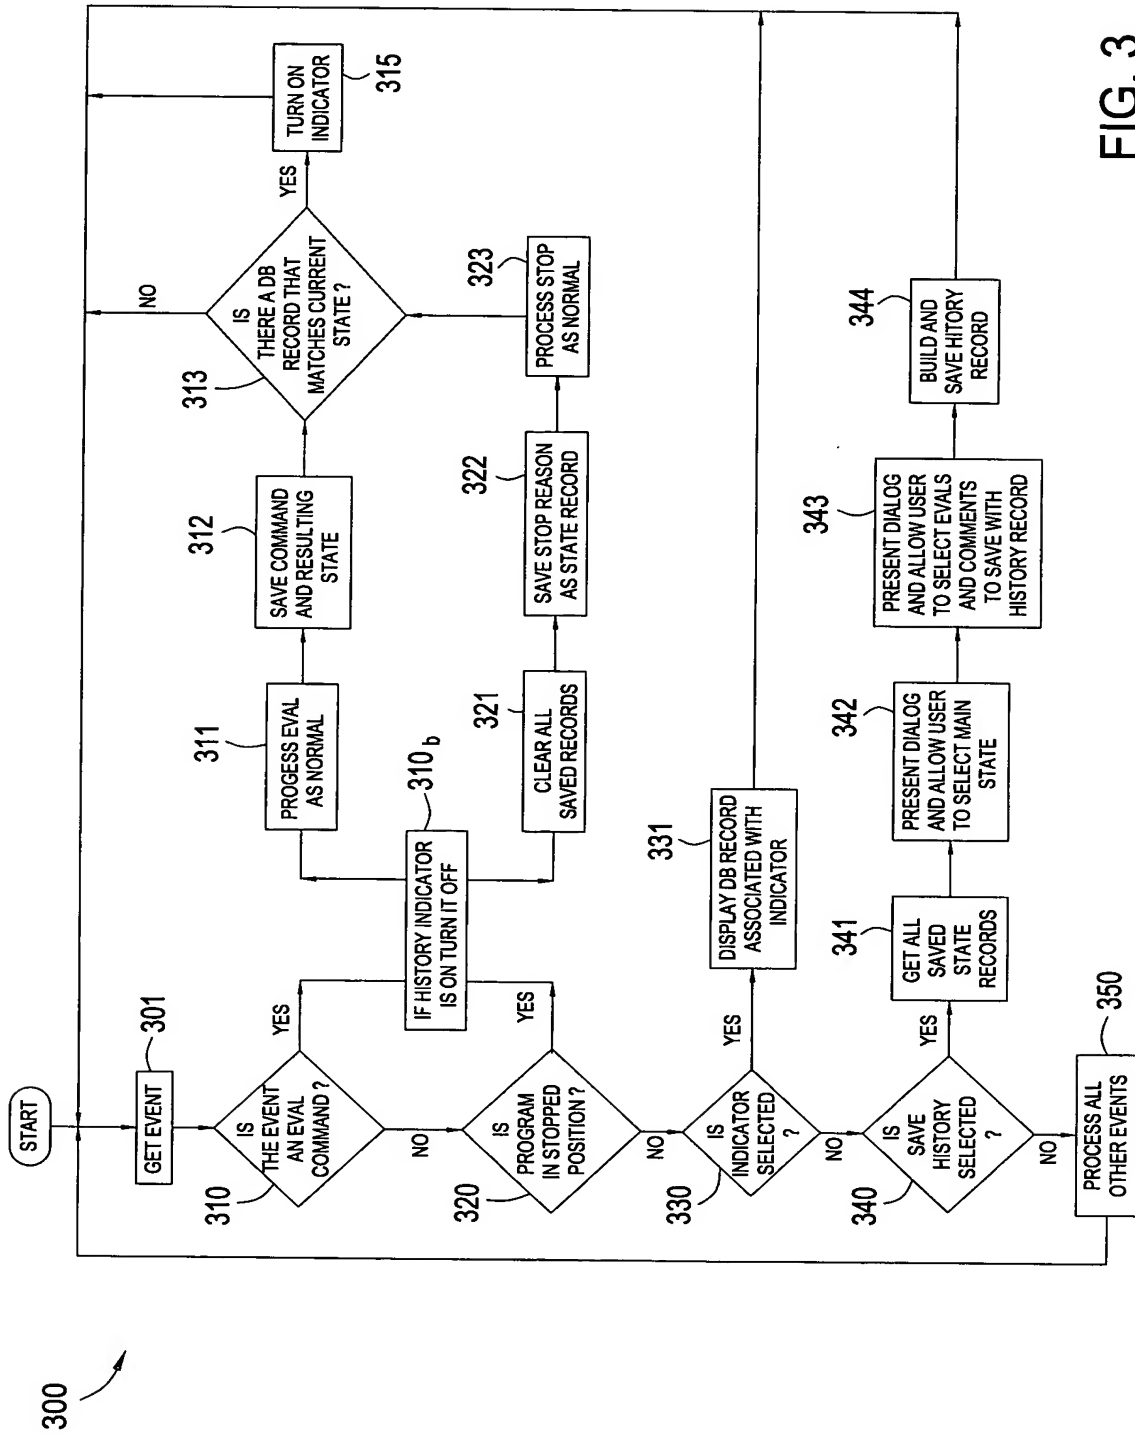 300
START
GET EVENT
301
IS
THE EVENT
AN EVAL
COMMAND ?
310
YES
NO
IF HISTORY INDICATOR
IS ON TURN IT OFF
310b
PROGESS EVAL
AS NORMAL
311
SAVE COMMAND
AND RESULTING
STATE
312
IS
THERE A DB
RECORD THAT
MATCHES CURRENT
STATE ?
313
NO
YES
TURN ON
INDICATOR
315
IS
PROGRAM
IN STOPPED
POSITION ?
320
YES
NO
CLEAR ALL
SAVED RECORDS
321
SAVE STOP REASON
AS STATE RECORD
322
PROCESS STOP
AS NORMAL
323
IS
INDICATOR
SELECTED
?
330
YES
NO
DISPLAY DB RECORD
ASSOCIATED WITH
INDICATOR
331
IS
SAVE
HISTORY
SELECTED
?
340
YES
NO
GET ALL
SAVED
STATE
RECORDS
341
PRESENT DIALOG
AND ALLOW USER
TO SELECT MAIN
STATE
342
PRESENT DIALOG
AND ALLOW USER
TO SELECT EVALS
AND COMMENTS
TO SAVE WITH
HISTORY RECORD
343
BUILD AND
SAVE HITORY
RECORD
344
PROCESS ALL
OTHER EVENTS
350
FIG. 3